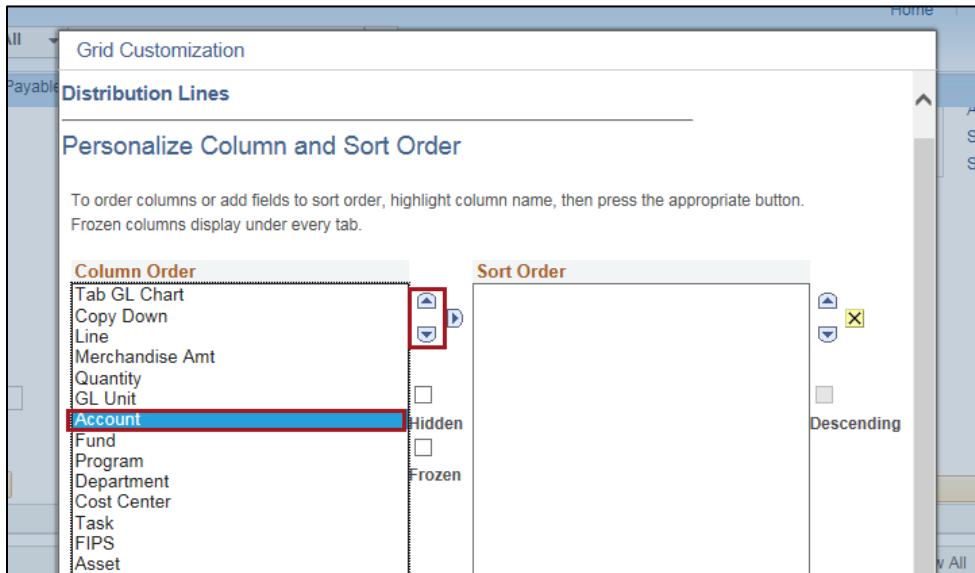 Home
All
Grid Customization
Payable
Distribution Lines
Personalize Column and Sort Order
To order columns or add fields to sort order, highlight column name, then press the appropriate button.
Frozen columns display under every tab.
Column Order
Sort Order
Tab GL Chart
Copy Down
Line
Merchandise Amt
Quantity
GL Unit
Account
Fund
Program
Department
Cost Center
Task
FIPS
Asset
Hidden
Frozen
Descending
All